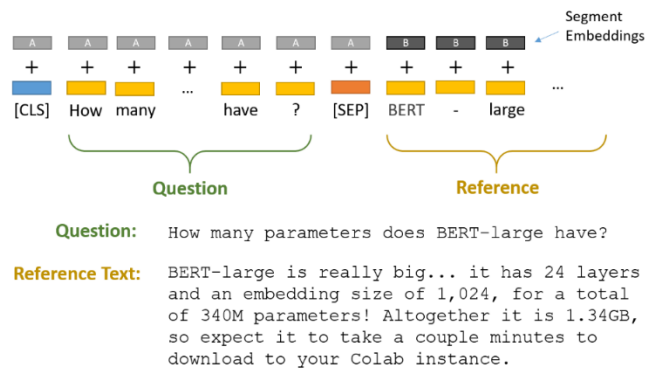 Segment
Embeddings
A A A A A A A B B B
+ + + + + + + + + +
[CLS] How many ... have ? [SEP] BERT - large ...
Question Reference
Question: How many parameters does BERT-large have?
Reference Text: BERT-large is really big... it has 24 layers
and an embedding size of 1,024, for a total
of 340M parameters! Altogether it is 1.34GB,
so expect it to take a couple minutes to
download to your Colab instance.